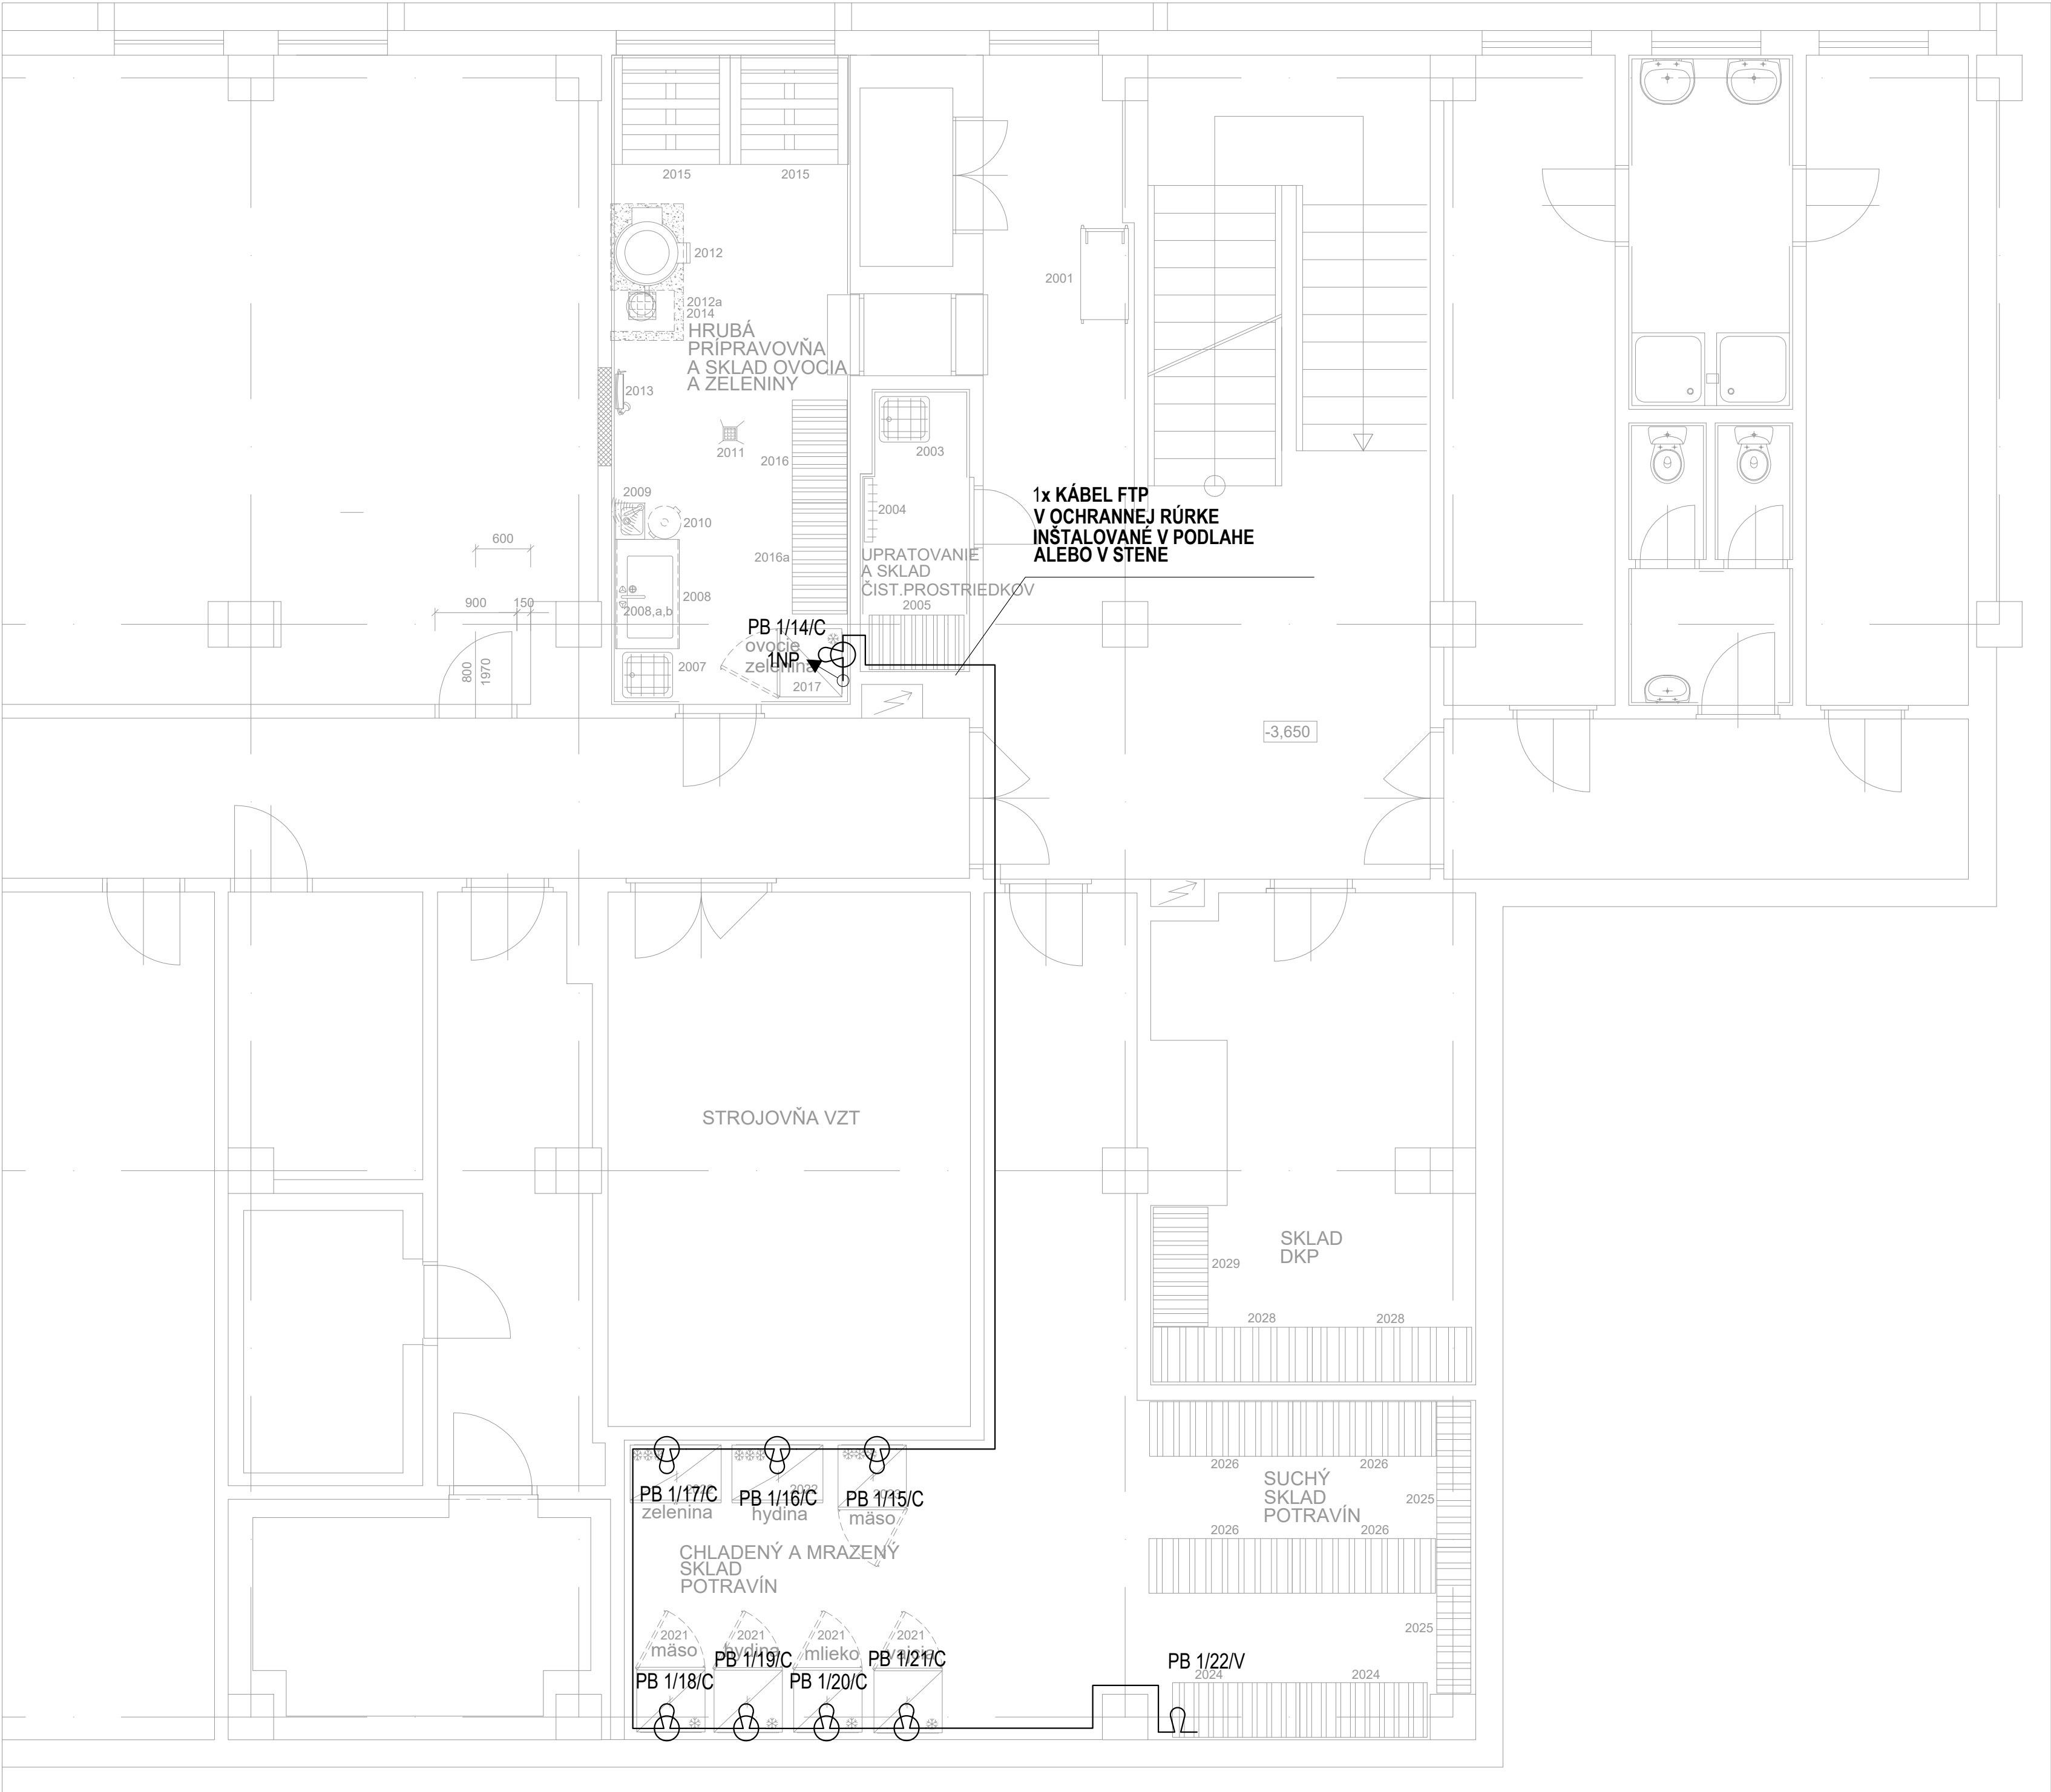 2015
2015
2012
2001
2012a
2014
HRUBÁ
PRÍPRAVOVŇA
A SKLAD OVOCIA
A ZELENINY
2013
2011
2016
2003
2009
2010
2004
1x KÁBEL FTP
V OCHRANNEJ RÚRKE
INŠTALOVANÉ V PODLAHE
ALEBO V STENE
600
2016a
UPRATOVANIE
A SKLAD
ČIST.PROSTRIEDKOV
900
150
2008
2008,a,b
2005
PB 1/14/C
ovocie
zelenina
1NP
800
1970
2007
2017
-3,650
STROJOVŇA VZT
SKLAD
DKP
2029
2028
2028
2026
2026
SUCHÝ
SKLAD
POTRAVÍN
2025
PB 1/17/C
zelenina
2022
PB 1/16/C
hydina
PB 1/15/C
mäso
2026
2026
CHLADENÝ A MRAZENÝ
SKLAD
POTRAVÍN
2025
2021
mäso
PB 1/18/C
2021
hydina
PB 1/19/C
2021
mlieko
PB 1/20/C
2021
PB 1/21/C
PB 1/22/V
2024
2024